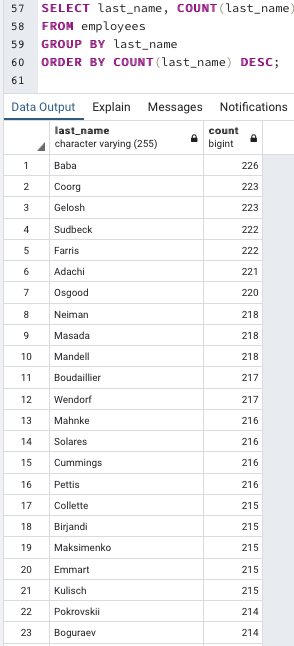 57 SELECT last_name, COUNT(last_name)
58 FROM employees
59 GROUP BY last_name
60 ORDER BY COUNT(last_name) DESC;
61
Data Output Explain Messages Notifications
last_name count
character varying (255) bigint
1 Baba 226
2 Coorg 223
3 Gelosh 223
4 Sudbeck 222
5 Farris 222
6 Adachi 221
7 Osgood 220
8 Neiman 218
9 Masada 218
10 Mandell 218
11 Boudaillier 217
12 Wendorf 217
13 Mahnke 216
14 Solares 216
15 Cummings 216
16 Pettis 216
17 Collette 215
18 Birjandi 215
19 Maksimenko 215
20 Emmart 215
21 Kulisch 215
22 Pokrovskii 214
23 Boguraev 214